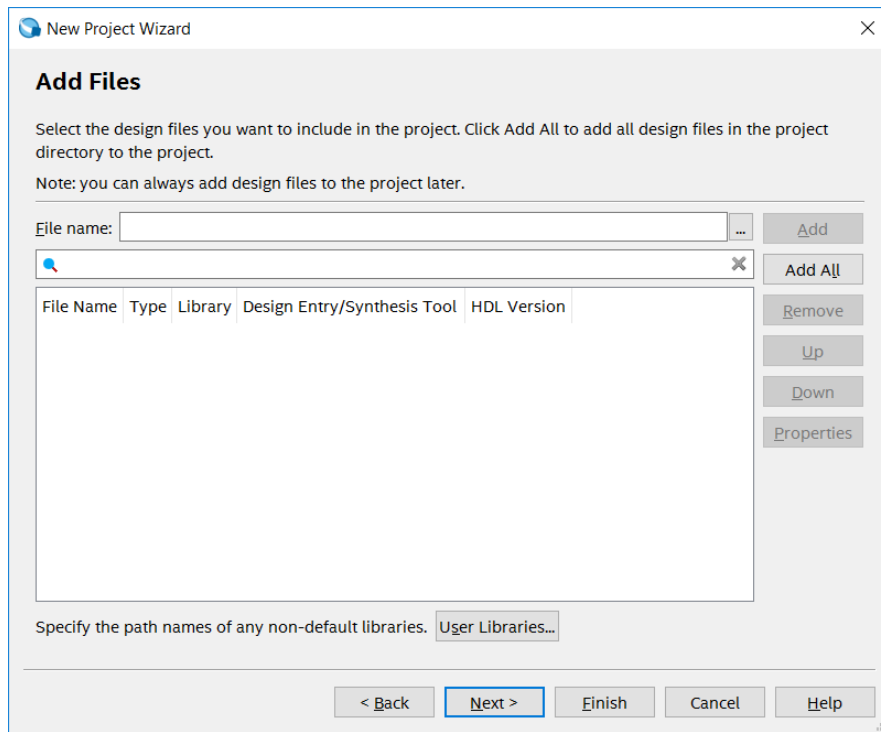 New Project Wizard
Add Files
Select the design files you want to include in the project. Click Add All to add all design files in the project
directory to the project.
Note: you can always add design files to the project later.
File name: ... Add
Add All
File Name Type Library Design Entry/Synthesis Tool HDL Version
Remove
Up
Down
Properties
Specify the path names of any non-default libraries. User Libraries...
< Back Next > Finish Cancel Help